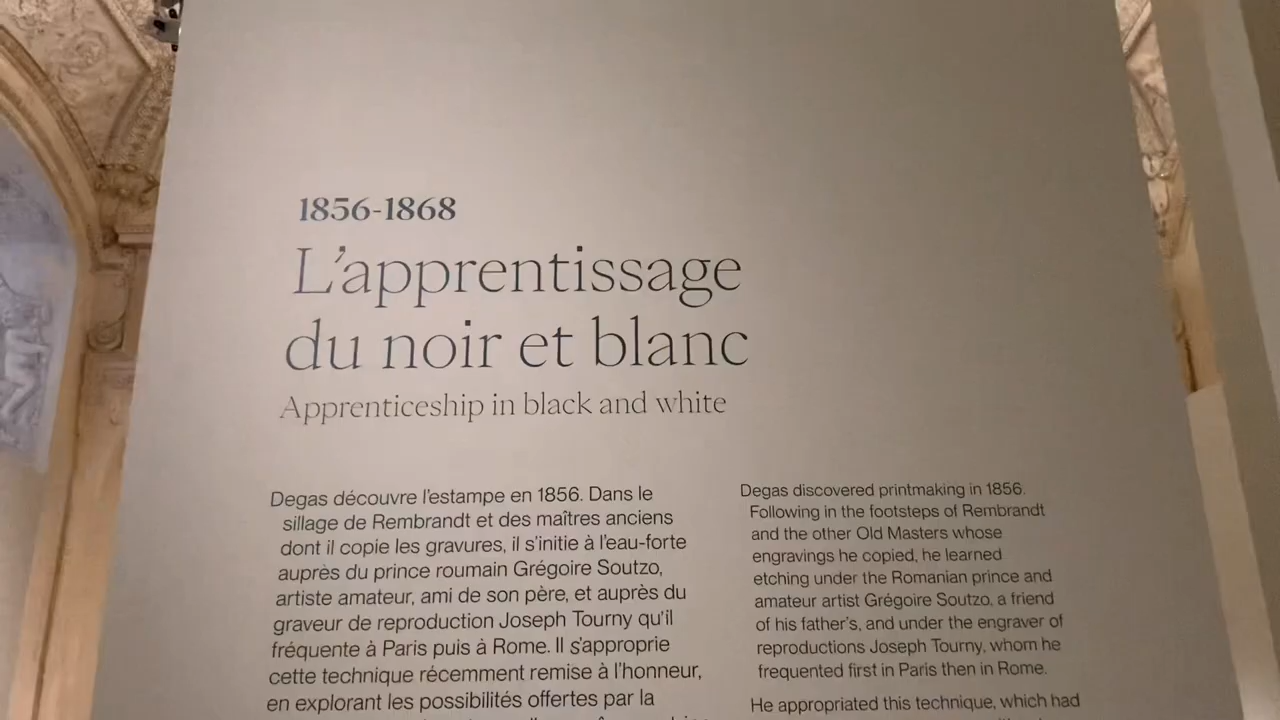 1856-1868
L'apprentissage
du noir et blanc
Apprenticeship in black and white
Degas découvre l'estampe en 1856. Dans le
sillage de Rembrandt et des maîtres anciens
dont il copie les gravures, il s'initie à l'eau-forte
auprès du prince roumain Grégoire Soutzo,
artiste amateur, ami de son père, et auprès du
graveur de reproduction Joseph Tourny qu'il
fréquente à Paris puis à Rome. Il s'approprie
cette technique récemment remise à l'honneur,
en explorant les possibilités offertes par la
Degas discovered printmaking in 1856.
Following in the footsteps of Rembrandt
and the other Old Masters whose
engravings he copied, he learned
etching under the Romanian prince and
amateur artist Grégoire Soutzo, a friend
of his father's, and under the engraver of
reproductions Joseph Tourny, whom he
frequented first in Paris then in Rome.
He appropriated this technique, which had